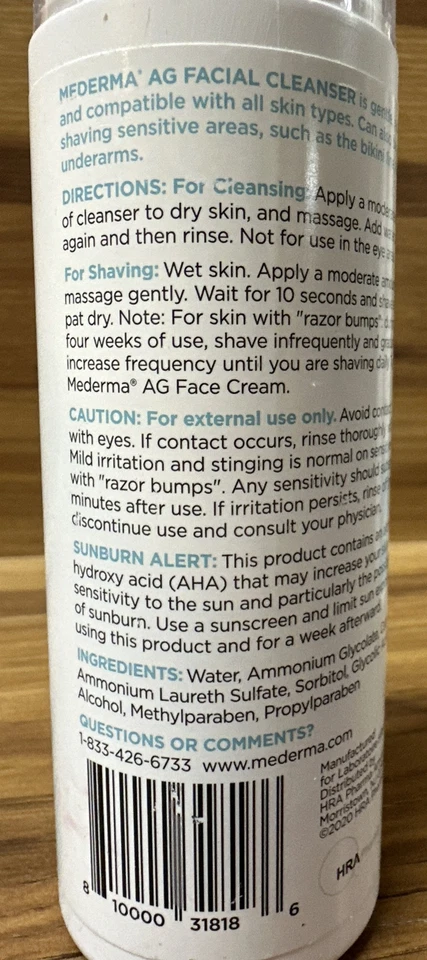 MEDERMA® AG FACIAL CLEANSER is
and compatible with all skin types. Can
shaving sensitive areas, such as the bikini
underarms.
DIRECTIONS: For Cleansing: Apply a
of cleanser to dry skin, and massage. Add
again and then rinse. Not for use in the
For Shaving: Wet skin. Apply a moderate
massage gently. Wait for 10 seconds and
pat dry. Note: For skin with "razor bumps":
four weeks of use, shave infrequently and
increase frequency until you are shaving daily
Mederma® AG Face Cream.
CAUTION: For external use only. Avoid
with eyes. If contact occurs, rinse thoroughly
Mild irritation and stinging is normal on
with "razor bumps". Any sensitivity should
minutes after use. If irritation persists, rinse
discontinue use and consult your physician.
SUNBURN ALERT: This product contains
hydroxy acid (AHA) that may increase your
sensitivity to the sun and particularly the
of sunburn. Use a sunscreen and limit sun
using this product and for a week afterward.
INGREDIENTS: Water, Ammonium Glycolate,
Ammonium Laureth Sulfate, Sorbitol, Glycolic
Alcohol, Methylparaben, Propylparaben
QUESTIONS OR COMMENTS?
1-833-426-6733 www.mederma.com
Manufactured
for Laboratoire
Distributed
HRA Pharma
Morristown,
©2020 HRA
HRA
8 10000 31818 6